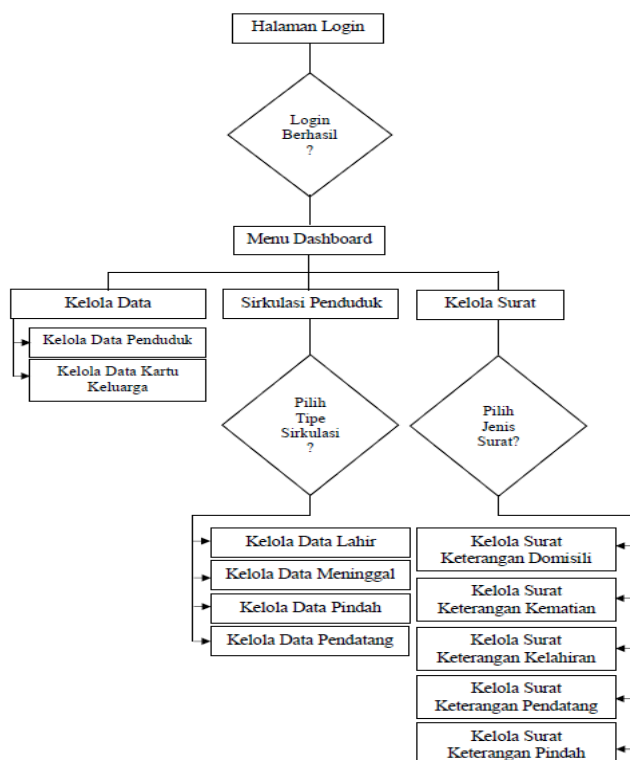 Halaman Login
Login
Berhasil
?
Menu Dashboard
Kelola Data
Sirkulasi Penduduk
Kelola Surat
Kelola Data Penduduk
Kelola Data Kartu
Keluarga
Pilih
Tipe
Sirkulasi
?
Pilih
Jenis
Surat?
Kelola Data Lahir
Kelola Data Meninggal
Kelola Data Pindah
Kelola Data Pendatang
Kelola Surat
Keterangan Domisili
Kelola Surat
Keterangan Kematian
Kelola Surat
Keterangan Kelahiran
Kelola Surat
Keterangan Pendatang
Kelola Surat
Keterangan Pindah